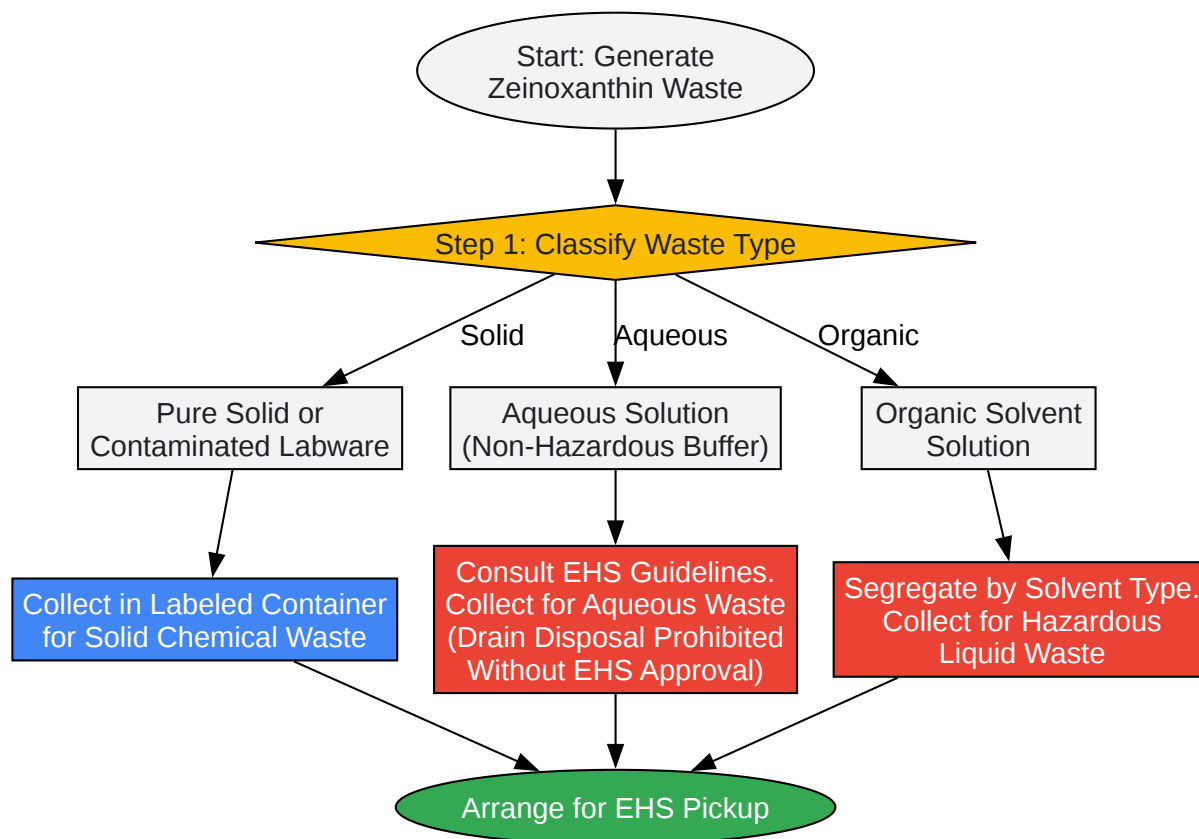 Start: Generate
Zeinoxanthin Waste
Step 1: Classify Waste Type
Solid
Aqueous
Organic
Pure Solid or
Contaminated Labware
Aqueous Solution
(Non-Hazardous Buffer)
Organic Solvent
Solution
Collect in Labeled Container
for Solid Chemical Waste
Consult EHS Guidelines.
Collect for Aqueous Waste
(Drain Disposal Prohibited
Without EHS Approval)
Segregate by Solvent Type.
Collect for Hazardous
Liquid Waste
Arrange for EHS Pickup